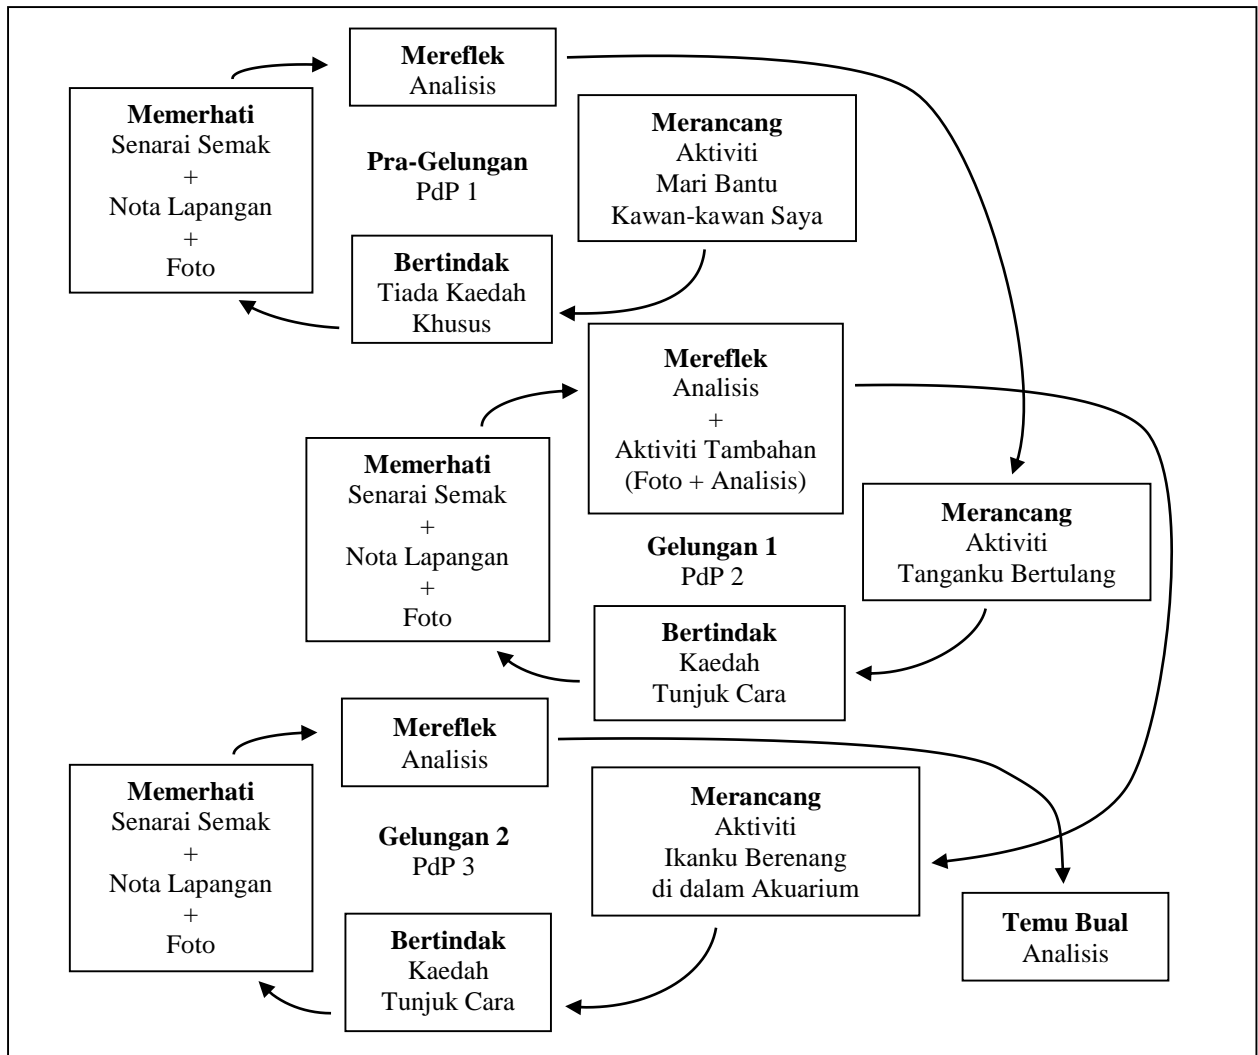 Mereflek
Analisis
Memerhati
Senarai Semak
+
Nota Lapangan
+
Foto
Pra-Gelungan
PdP 1
Merancang
Aktiviti
Mari Bantu
Kawan-kawan Saya
Bertindak
Tiada Kaedah
Khusus
Mereflek
Analisis
+
Aktiviti Tambahan
(Foto + Analisis)
Memerhati
Senarai Semak
+
Nota Lapangan
+
Foto
Gelungan 1
PdP 2
Merancang
Aktiviti
Tanganku Bertulang
Bertindak
Kaedah
Tunjuk Cara
Mereflek
Analisis
Memerhati
Senarai Semak
+
Nota Lapangan
+
Foto
Gelungan 2
PdP 3
Merancang
Aktiviti
Ikanku Berenang
di dalam Akuarium
Bertindak
Kaedah
Tunjuk Cara
Temu Bual
Analisis